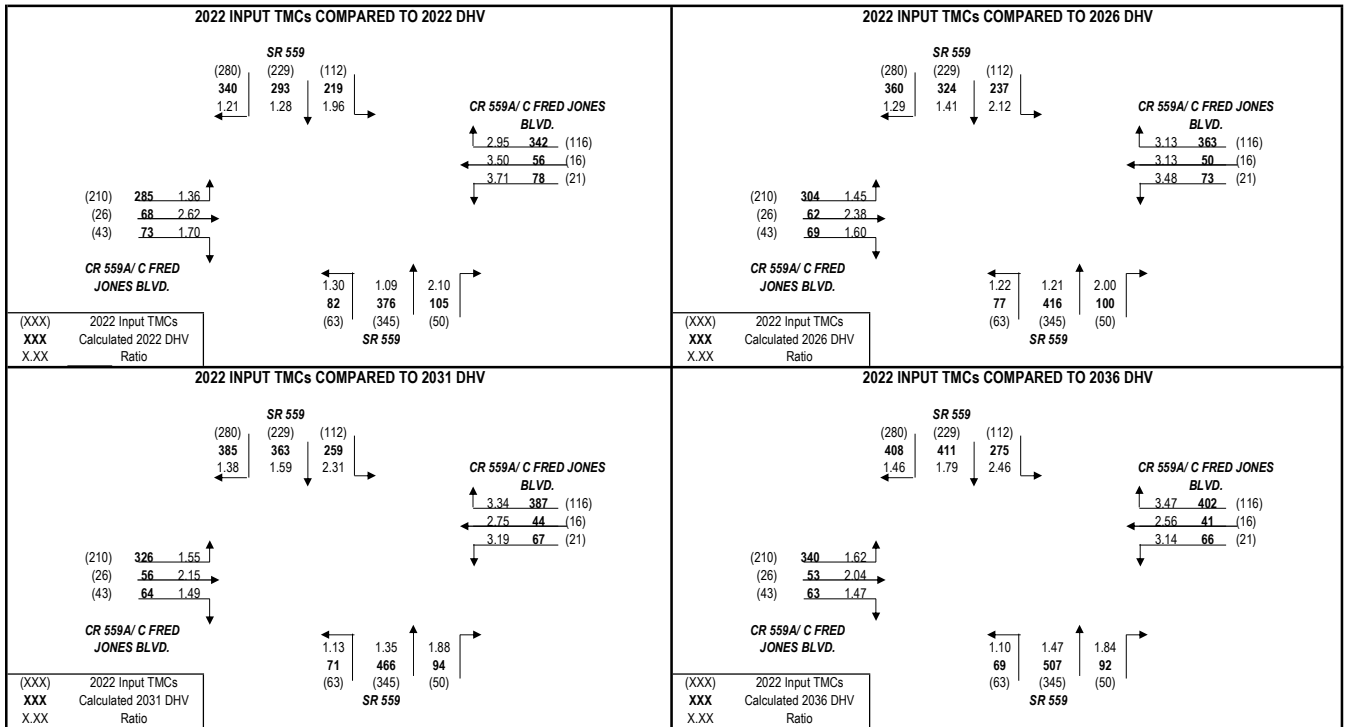 2022 INPUT TMCs COMPARED TO 2022 DHV
SR 559
(280) (229) (112)
340 293 219
1.21 1.28 1.96
CR 559A/ C FRED JONES
BLVD.
2.95 342 (116)
3.50 56 (16)
3.71 78 (21)
(210) 285 1.36
(26) 68 2.62
(43) 73 1.70
CR 559A/ C FRED
JONES BLVD.
1.30 1.09 2.10
82 376 105
(63) (345) (50)
SR 559
(XXX) 2022 Input TMCs
XXX Calculated 2022 DHV
X.XX Ratio
2022 INPUT TMCs COMPARED TO 2026 DHV
SR 559
(280) (229) (112)
360 324 237
1.29 1.41 2.12
CR 559A/ C FRED JONES
BLVD.
3.13 363 (116)
3.13 50 (16)
3.48 73 (21)
(210) 304 1.45
(26) 62 2.38
(43) 69 1.60
CR 559A/ C FRED
JONES BLVD.
1.22 1.21 2.00
77 416 100
(63) (345) (50)
SR 559
(XXX) 2022 Input TMCs
XXX Calculated 2026 DHV
X.XX Ratio
2022 INPUT TMCs COMPARED TO 2031 DHV
SR 559
(280) (229) (112)
385 363 259
1.38 1.59 2.31
CR 559A/ C FRED JONES
BLVD.
3.34 387 (116)
2.75 44 (16)
3.19 67 (21)
(210) 326 1.55
(26) 56 2.15
(43) 64 1.49
CR 559A/ C FRED
JONES BLVD.
1.13 1.35 1.88
71 466 94
(63) (345) (50)
SR 559
(XXX) 2022 Input TMCs
XXX Calculated 2031 DHV
X.XX Ratio
2022 INPUT TMCs COMPARED TO 2036 DHV
SR 559
(280) (229) (112)
408 411 275
1.46 1.79 2.46
CR 559A/ C FRED JONES
BLVD.
3.47 402 (116)
2.56 41 (16)
3.14 66 (21)
(210) 340 1.62
(26) 53 2.04
(43) 63 1.47
CR 559A/ C FRED
JONES BLVD.
1.10 1.47 1.84
69 507 92
(63) (345) (50)
SR 559
(XXX) 2022 Input TMCs
XXX Calculated 2036 DHV
X.XX Ratio